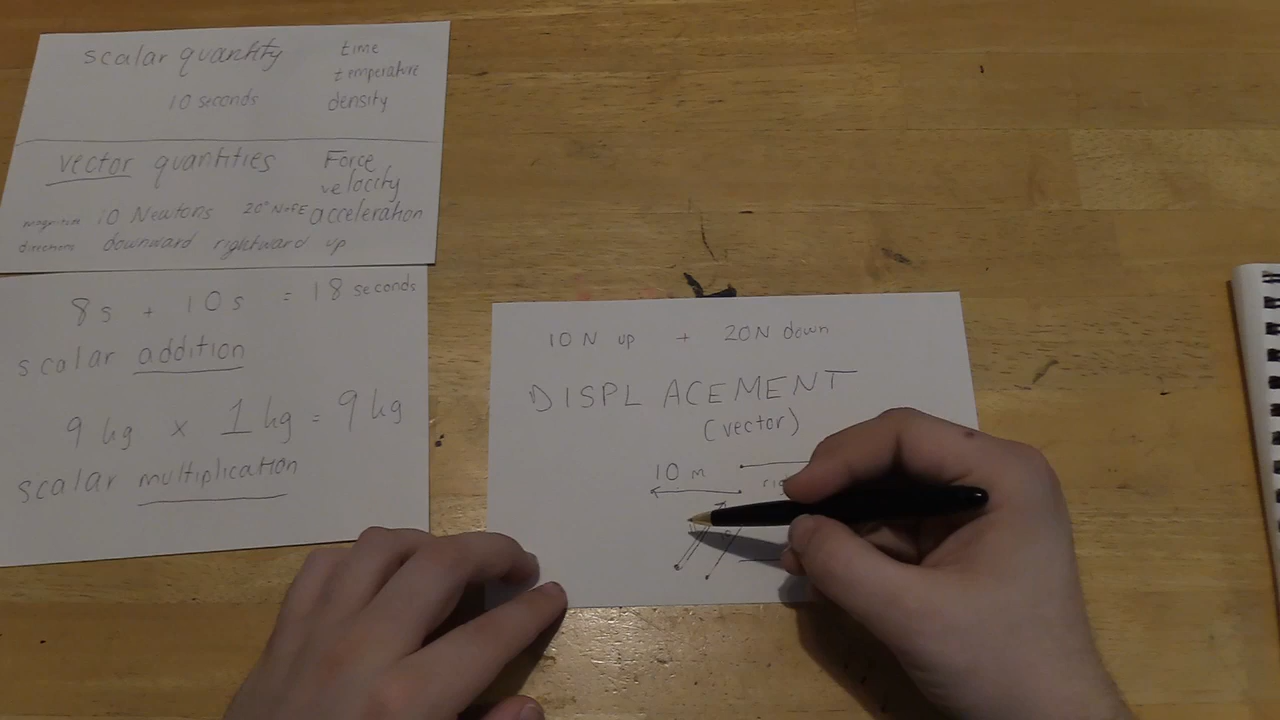 scalar quantity
time
temperature
10 seconds
density
vector quantities
Force
velocity
10 Newtons 20° N of E acceleration
directions downward rightward up
8s + 10s = 18 seconds
scalar addition
9 kg x 1 kg = 9 kg
scalar multiplication
10 N up + 20N down
DISPLACEMENT
(vector)
10 m